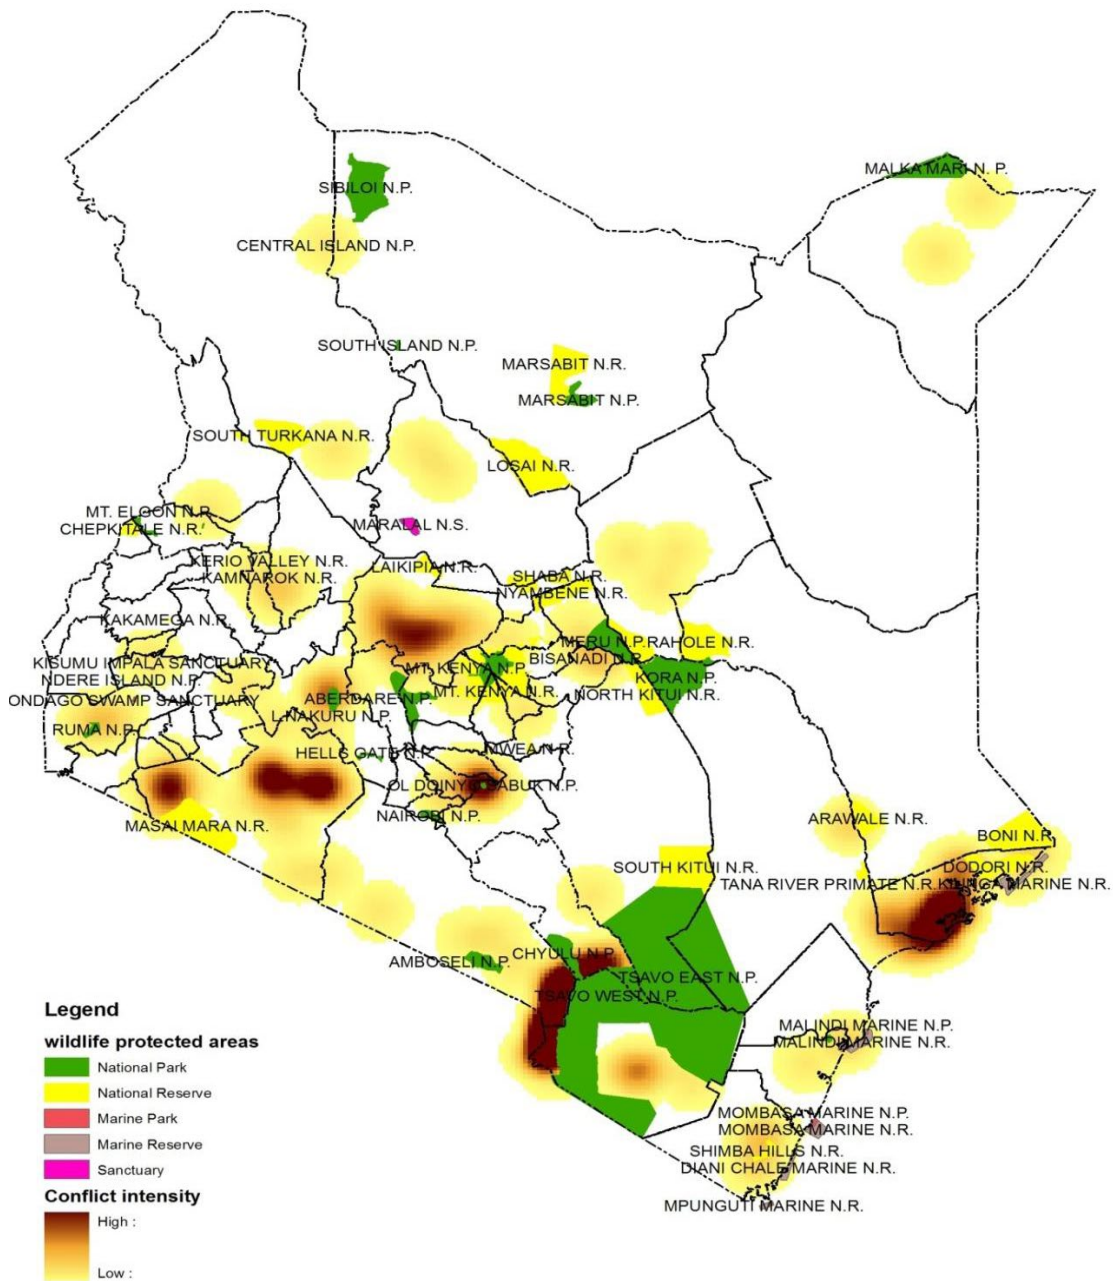 MALKA MARI N. P.
SIBILOI N.P.
CENTRAL ISLAND N.P.
SOUTH ISLAND N.P.
MARSABIT N.R.
MARSABIT N.P.
SOUTH TURKANA N.R.
LOSAI N.R.
MT. ELGON N.P.
CHEPKITALE N.R.
MARALAL N.S.
KERIO VALLEY N.R.
KAMNAROK N.R.
LAIKIPIA N.R.
SHABA N.R.
NYAMBENE N.R.
KAKAMEGA N.R.
MERU N.P.
RAHOLE N.R.
BISANADI N.R.
KISUMU IMPALA SANCTUARY
MT. KENYA N.P.
NDERE ISLAND N.P.
KORA N.P.
MT. KENYA N.R.
NORTH KITUI N.R.
ONDAGO SWAMP SANCTUARY
ABERDARE N.P.
L.NAKURU N.P.
RUMA N.P.
HELLS GATE N.P.
MWEA N.R.
OL DOINYO SABUK N.P.
NAIROBI N.P.
MASAI MARA N.R.
ARAWALE N.R.
BONI N.R.
SOUTH KITUI N.R.
DODORI N.R.
TANA RIVER PRIMATE N.R.
KIUNGA MARINE N.R.
CHYULU N.P.
AMBOSELI N.P.
TSAVO EAST N.P.
TSAVO WEST N.P.
MALINDI MARINE N.P.
MALINDI MARINE N.R.
MOMBASA MARINE N.P.
MOMBASA MARINE N.R.
SHIMBA HILLS N.R.
DIANI CHALE MARINE N.R.
MPUNGUTI MARINE N.R.
Legend
wildlife protected areas
National Park
National Reserve
Marine Park
Marine Reserve
Sanctuary
Conflict intensity
High :
Low :